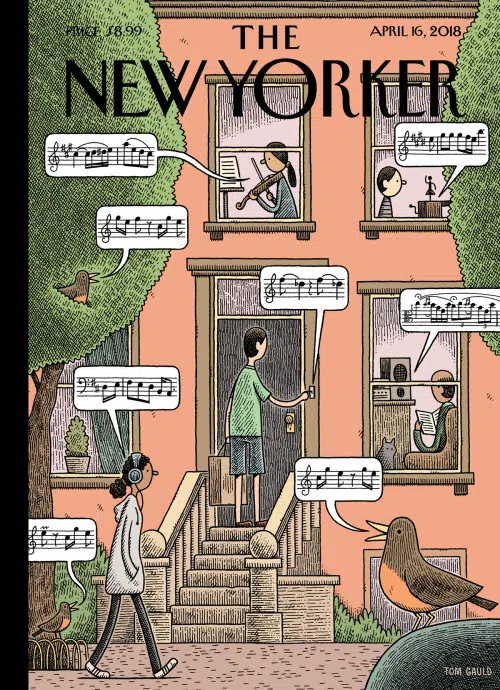 PRICE $8.99
THE
APRIL 16, 2018
NEW YORKER
TOM GAULD